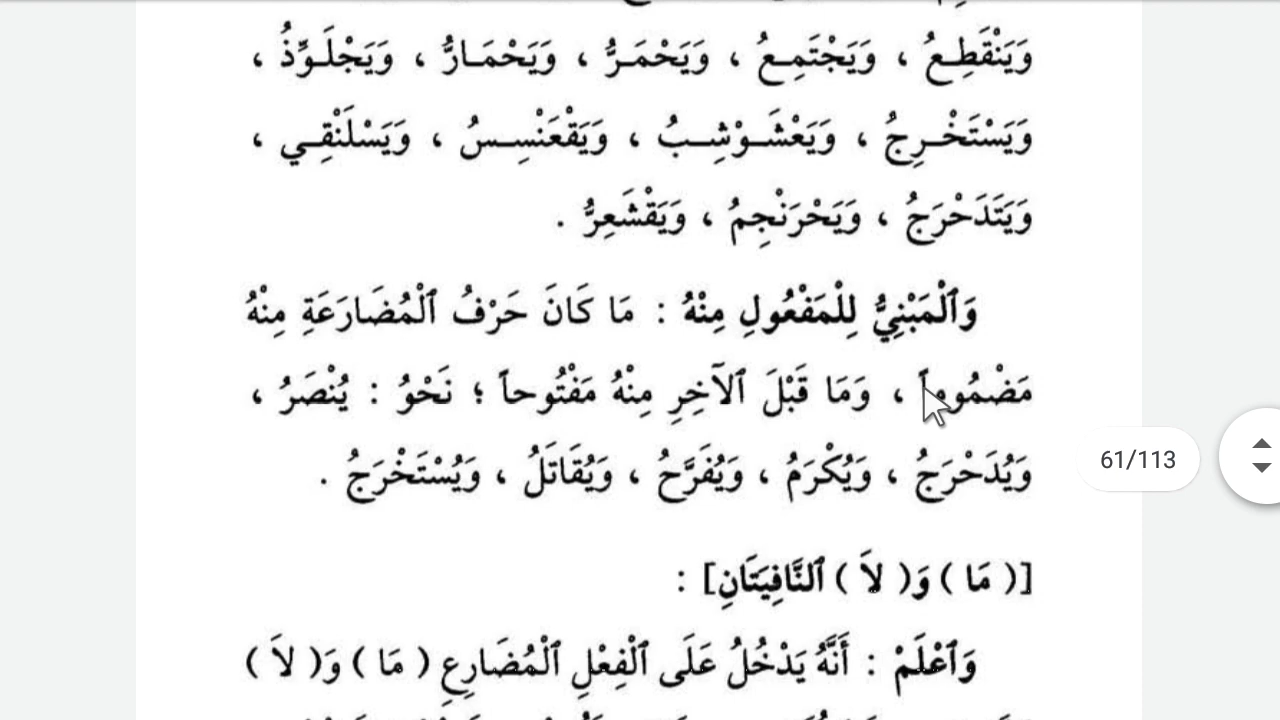 وَيَنْقَطِعُ ، وَيَجْتَمِعُ ، وَيَحْمَرُّ ، وَيَحْمَارُّ ، وَيَجْلَوِّذُ ،
وَيَسْتَخْرِجُ ، وَيَعْشَوْشِبُ ، وَيَقْعَنْسِسُ ، وَيَسْلَنْقِي ،
وَيَتَدَحْرَجُ ، وَيَحْرَنْجِمُ ، وَيَقْشَعِرُّ .
وَٱلْمَبْنِيُّ لِلْمَفْعُولِ مِنْهُ : مَا كَانَ حَرْفُ ٱلْمُضَارَعَةِ مِنْهُ
مَضْمُوماً ، وَمَا قَبْلَ ٱلآخِرِ مِنْهُ مَفْتُوحاً ؛ نَحْوُ : يُنْصَرُ ،
وَيُدَحْرَجُ ، وَيُكْرَمُ ، وَيُفَرَّحُ ، وَيُقَاتَلُ ، وَيُسْتَخْرَجُ .
61/113
[( مَا ) وَ( لاَ ) ٱلنَّافِيَتَانِ] :
وَٱعْلَمْ : أَنَّهُ يَدْخُلُ عَلَى ٱلْفِعْلِ ٱلْمُضَارِعِ ( مَا ) وَ( لاَ )